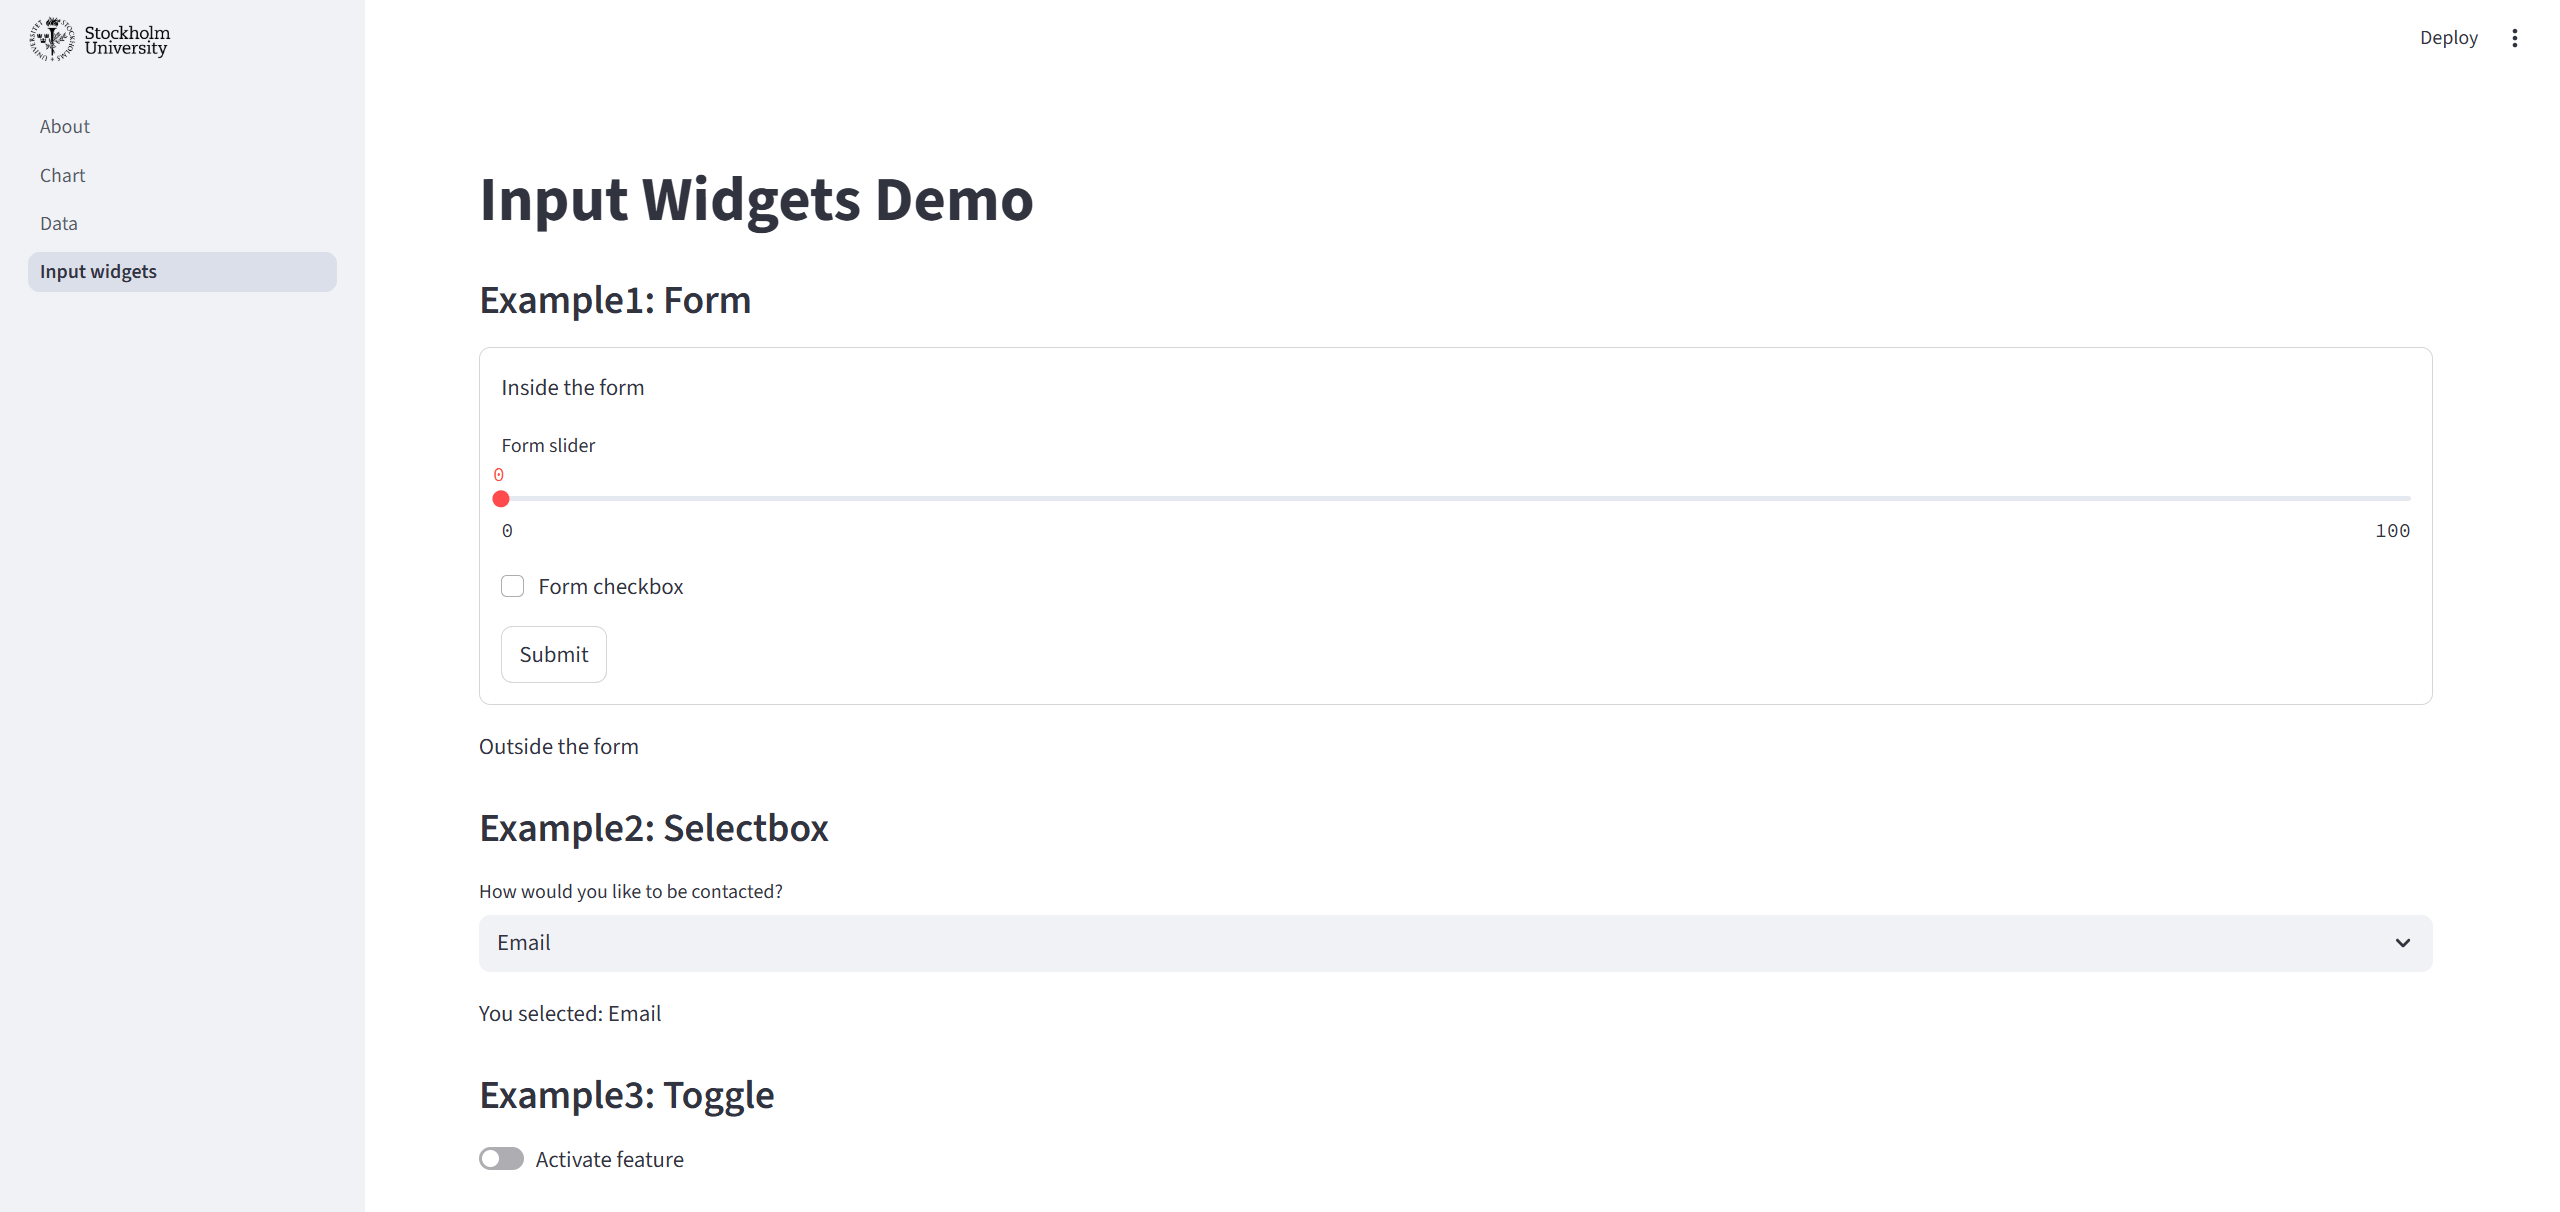 Stockholm
University
Deploy
About
Chart
Data
Input widgets
Input Widgets Demo
Example1: Form
Inside the form
Form slider
0
0
100
Form checkbox
Submit
Outside the form
Example2: Selectbox
How would you like to be contacted?
Email
You selected: Email
Example3: Toggle
Activate feature